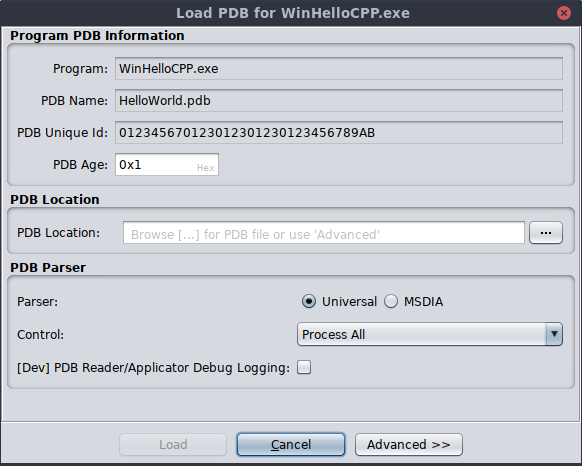 Load PDB for WinHelloCPP.exe
Program PDB Information
Program: WinHelloCPP.exe
PDB Name: HelloWorld.pdb
PDB Unique Id: 012345670123012301230123456789AB
PDB Age: 0x1 Hex
PDB Location
PDB Location: Browse [...] for PDB file or use 'Advanced' ...
PDB Parser
Parser: Universal MSDIA
Control: Process All
[Dev] PDB Reader/Applicator Debug Logging:
Load Cancel Advanced >>